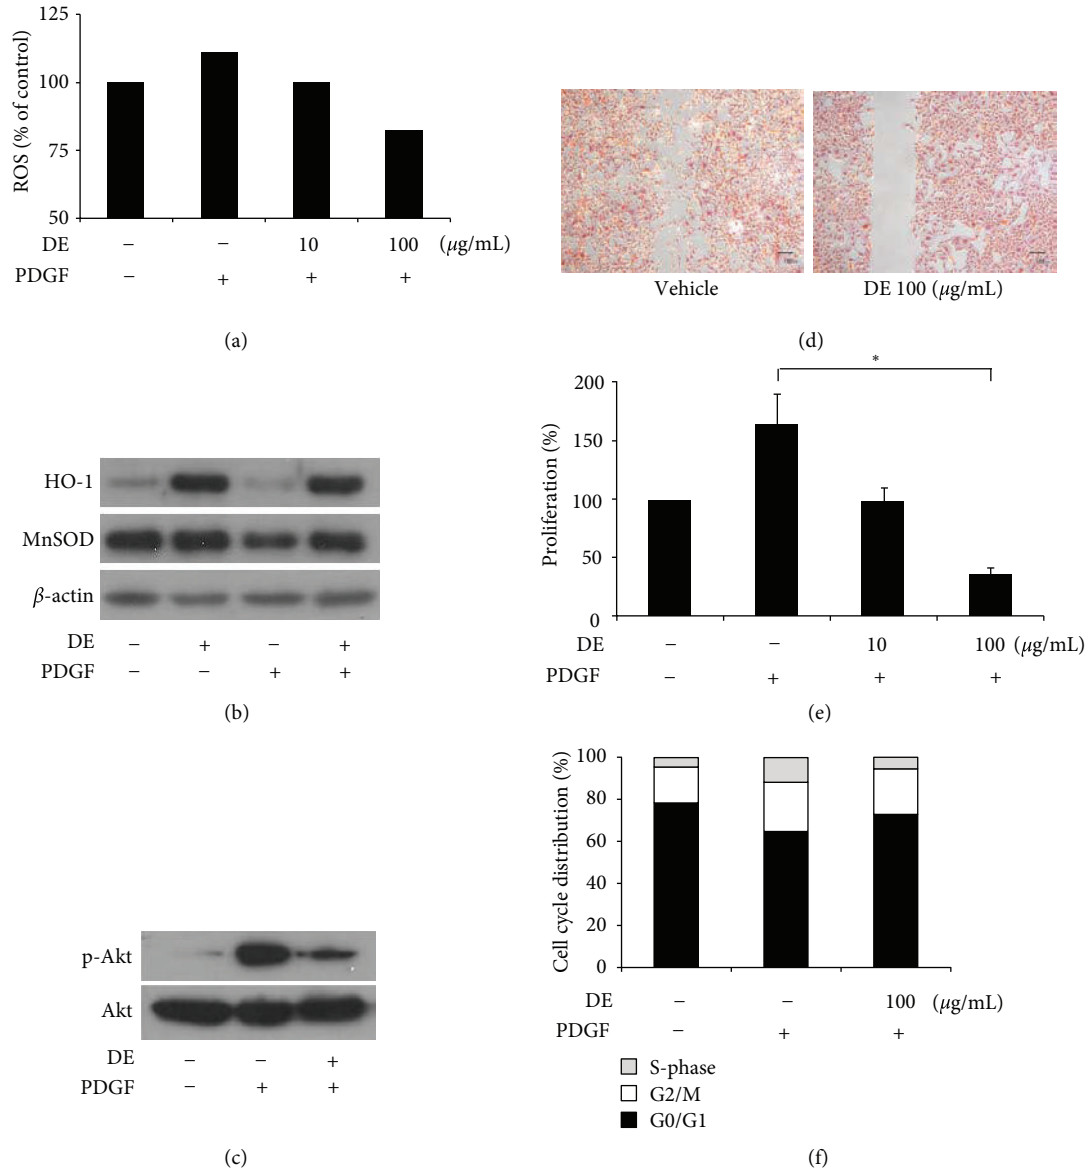 125
100
75
50
ROS (% of control)
DE − − 10 100 (μg/mL)
PDGF − + + +
(a)
HO-1
MnSOD
β-actin
DE − + − +
PDGF − − + +
(b)
p-Akt
Akt
DE − − +
PDGF − + +
(c)
Vehicle
DE 100 (μg/mL)
(d)
*
200
150
100
50
0
Proliferation (%)
DE − − 10 100 (μg/mL)
PDGF − + + +
(e)
100
80
60
40
20
0
Cell cycle distribution (%)
DE − − 100 (μg/mL)
PDGF − + +
S-phase
G2/M
G0/G1
(f)